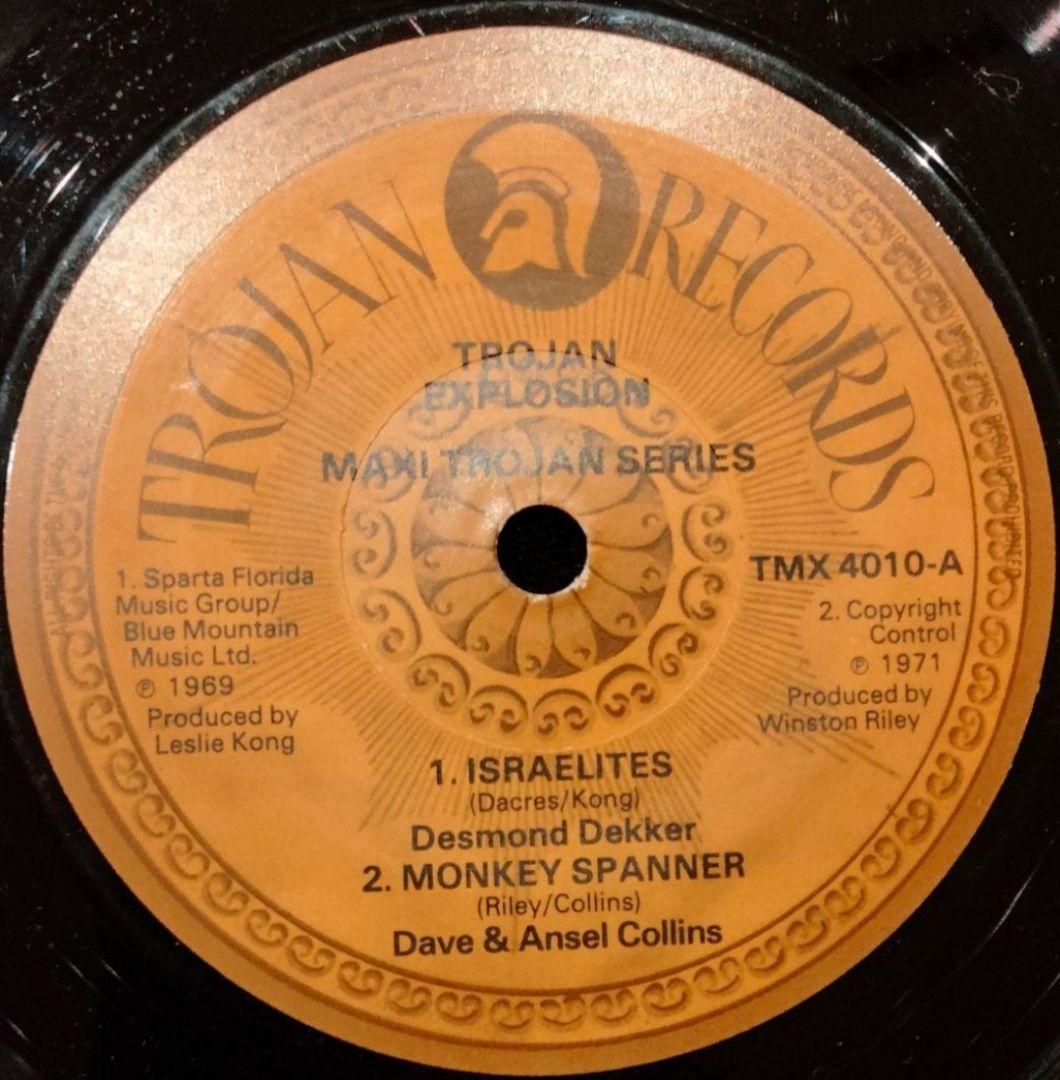 TROJAN RECORDS
TROJAN
EXPLOSION
MAXI TROJAN SERIES
1. Sparta Florida
Music Group/
Blue Mountain
Music Ltd.
℗ 1969
Produced by
Leslie Kong
TMX 4010-A
2. Copyright
Control
℗ 1971
Produced by
Winston Riley
1. ISRAELITES
(Dacres/Kong)
Desmond Dekker
2. MONKEY SPANNER
(Riley/Collins)
Dave & Ansel Collins